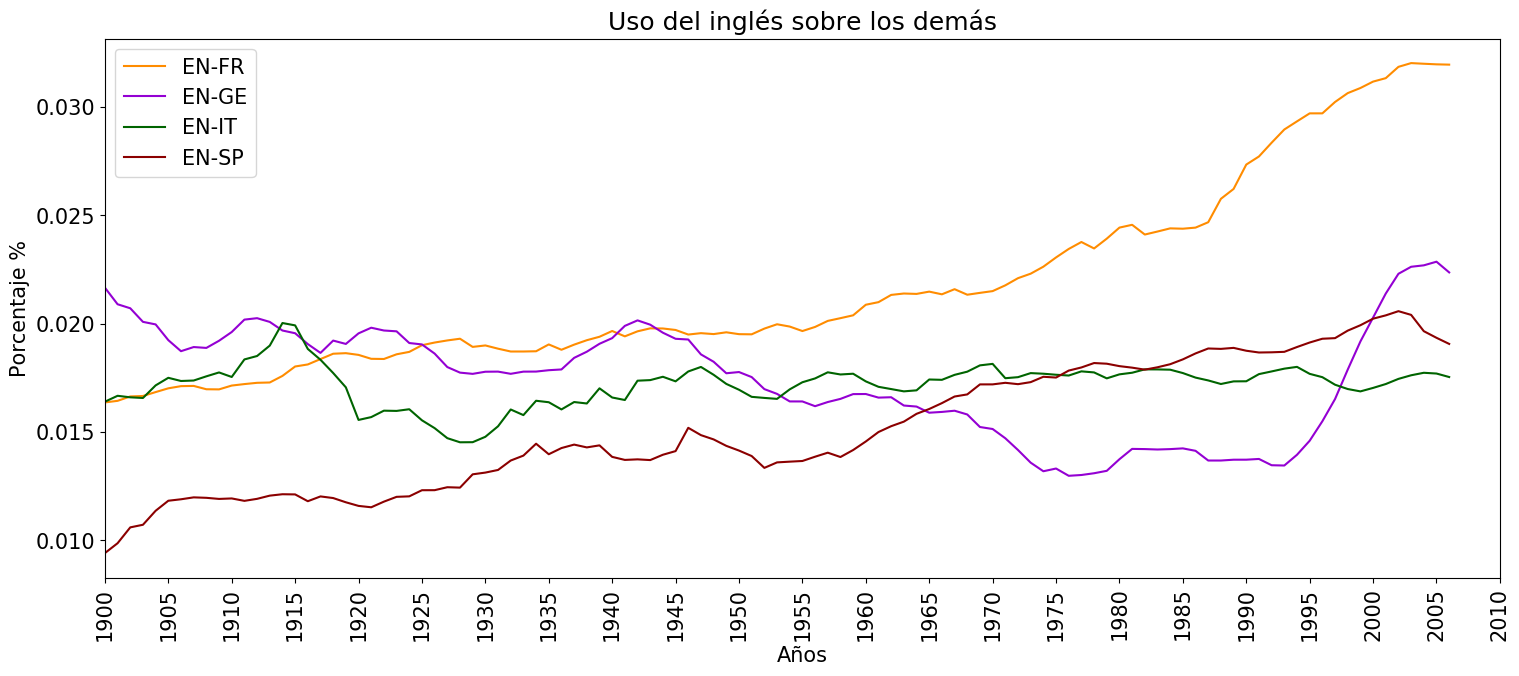 Uso del inglés sobre los demás
EN-FR
EN-GE
EN-IT
EN-SP
Porcentaje %
0.030
0.025
0.020
0.015
0.010
1900 1905 1910 1915 1920 1925 1930 1935 1940 1945 1950 1955 1960 1965 1970 1975 1980 1985 1990 1995 2000 2005 2010
Años